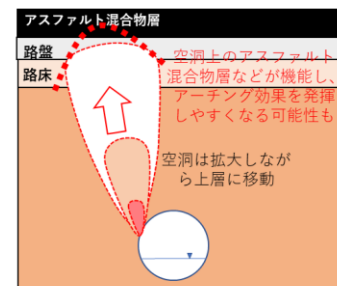 アスファルト混合物層
路盤
路床
空洞上のアスファルト
混合物層などが機能し、
アーチング効果を発揮
しやすくなる可能性も
空洞は拡大しなが
ら上層に移動